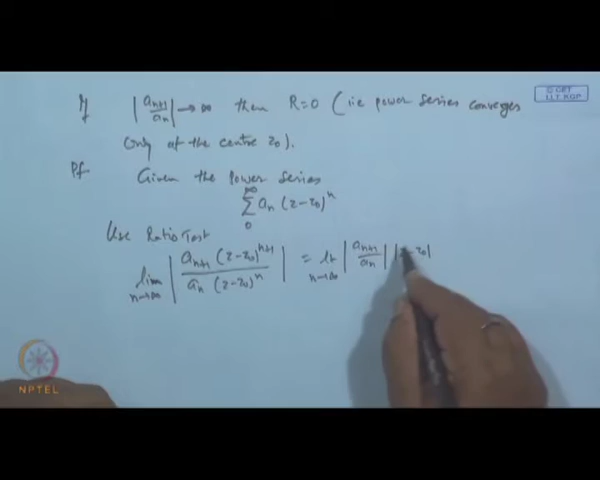 If |aₙ₊₁/aₙ| → ∞ then R=0 (i.e power series converges
only at the centre z₀).
Pf. Given the power series
∞ Σ 0 aₙ (z-z₀)ⁿ
Use Ratio Test
lim n→∞ |aₙ₊₁ (z-z₀)ⁿ⁺¹ / aₙ (z-z₀)ⁿ| = lt n→∞ |aₙ₊₁/aₙ| |z-z₀|
© CET
I.I.T. KGP
NPTEL